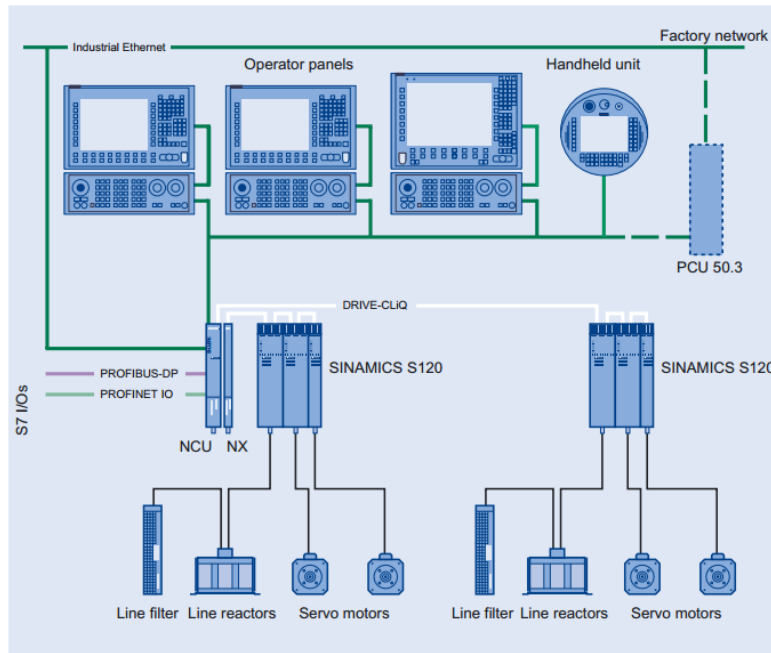 Factory network
Industrial Ethernet
Operator panels
Handheld unit
PCU 50.3
DRIVE-CLiQ
SINAMICS S120
SINAMICS S120
PROFIBUS-DP
PROFINET IO
S7 I/Os
NCU
NX
Line filter
Line reactors
Servo motors
Line filter
Line reactors
Servo motors